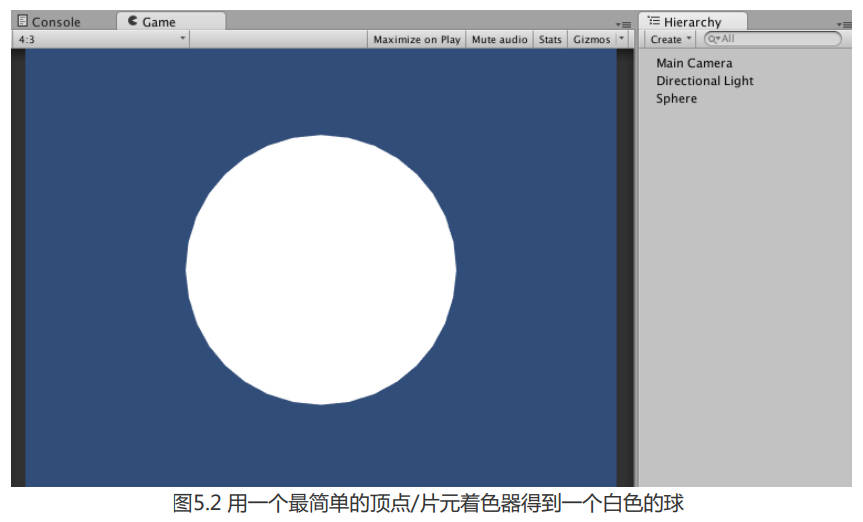 Console Game Hierarchy
4:3 Maximize on Play Mute audio Stats Gizmos Create All
Main Camera
Directional Light
Sphere
图5.2 用一个最简单的顶点/片元着色器得到一个白色的球